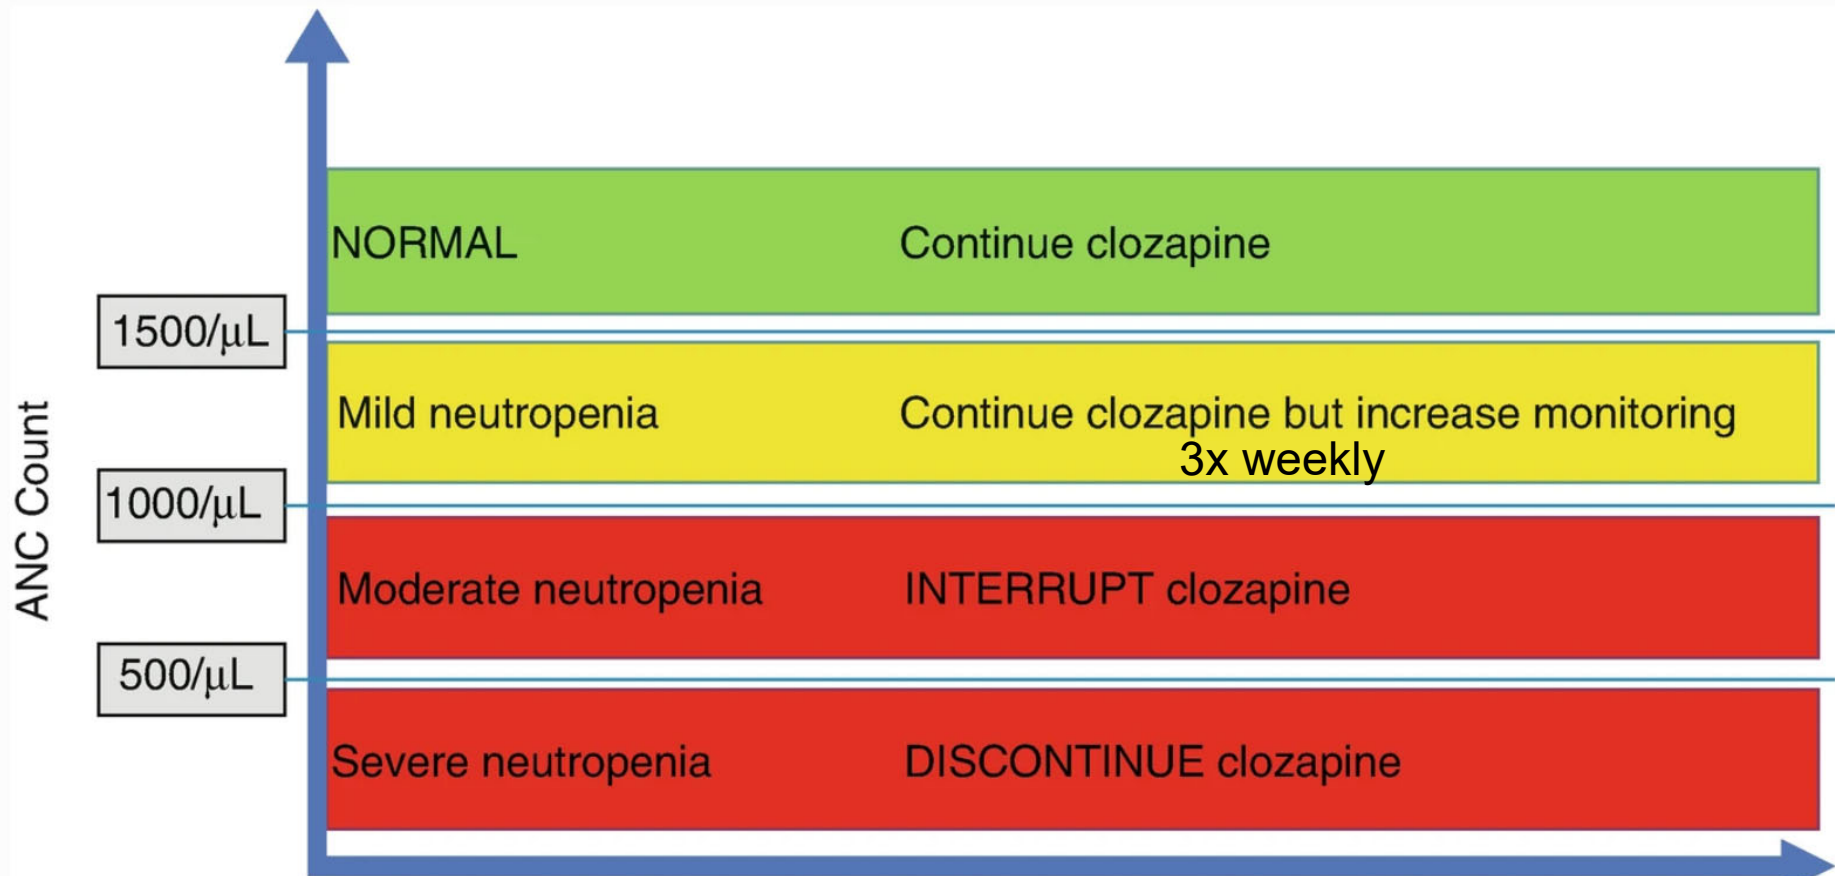 NORMAL Continue clozapine
1500/μL
Mild neutropenia Continue clozapine but increase monitoring
3x weekly
1000/μL
Moderate neutropenia INTERRUPT clozapine
500/μL
Severe neutropenia DISCONTINUE clozapine
ANC Count